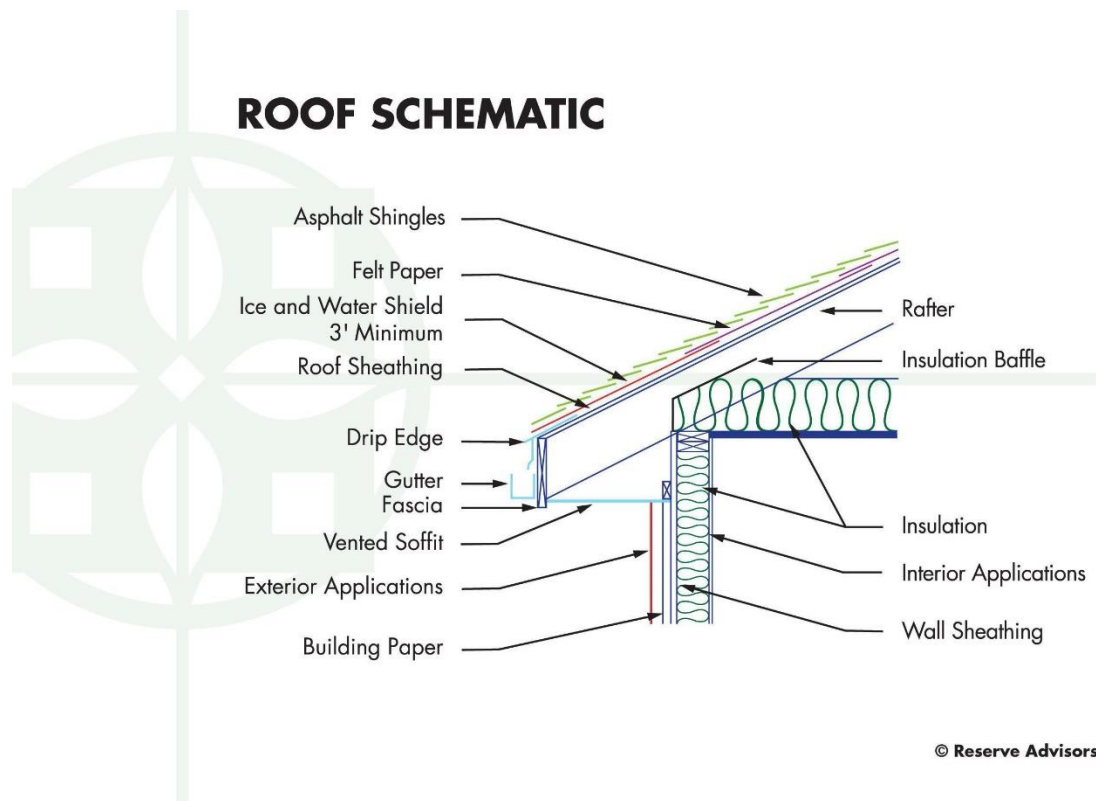 ROOF SCHEMATIC
Asphalt Shingles
Felt Paper
Ice and Water Shield
3' Minimum
Roof Sheathing
Drip Edge
Gutter
Fascia
Vented Soffit
Exterior Applications
Building Paper
Rafter
Insulation Baffle
Insulation
Interior Applications
Wall Sheathing
© Reserve Advisors